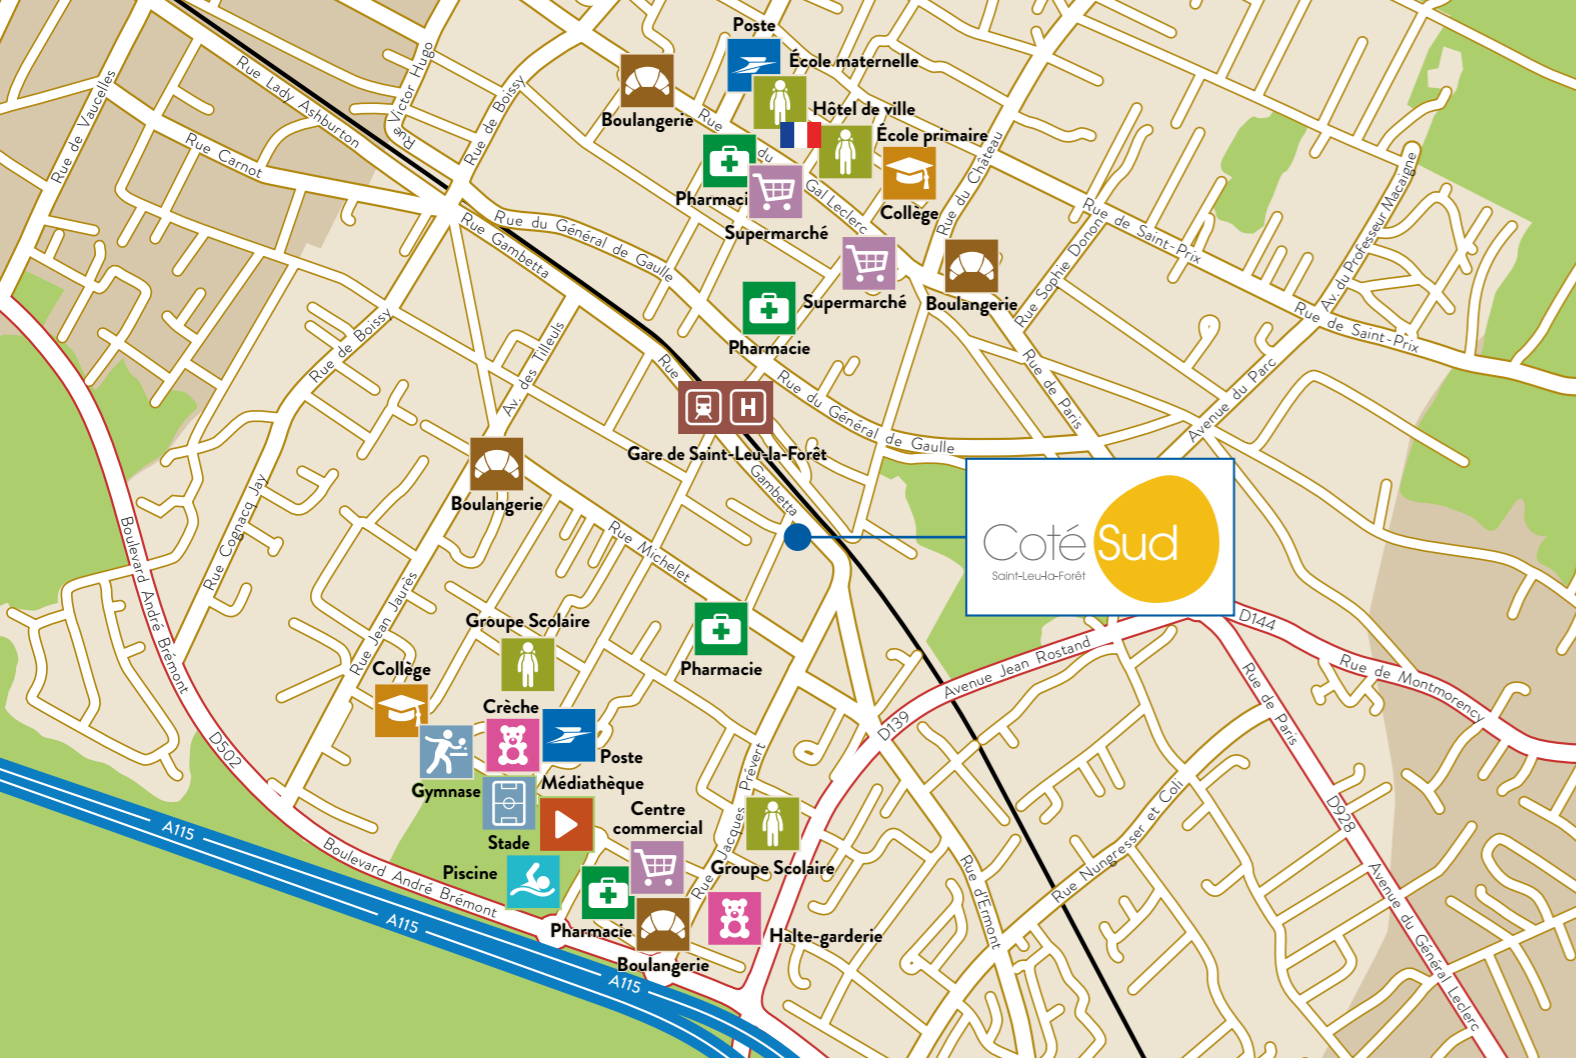 Poste
École maternelle
Boulangerie
Hôtel de ville
École primaire
Rue du Gal Leclerc
Pharmaci
Supermarché
Collège
Rue du Château
Supermarché
Boulangerie
Pharmacie
Rue Victor Hugo
Rue de Boissy
Rue Lady Ashburton
Rue de Vaucelles
Rue Carnot
Rue du Général de Gaulle
Rue Gambetta
Rue de Saint-Prix
Rue Sophie Donon
Av. du Professeur Macaigne
Rue de Saint-Prix
Rue de Boissy
Av. des Tilleuls
Rue
Gambetta
H
Gare de Saint-Leu-la-Forêt
Rue du Général de Gaulle
Rue de Paris
Avenue du Parc
Boulangerie
Coté Sud
Saint-Leu-la-Forêt
Rue Cognacq Jay
Boulevard André Brémont
Rue Michelet
Rue Jean Jaurès
Groupe Scolaire
Pharmacie
Collège
Crèche
Poste
Gymnase
Médiathèque
Stade
Centre
commercial
Piscine
Rue Jacques Prévert
Groupe Scolaire
Pharmacie
Boulangerie
Halte-garderie
D144
Avenue Jean Rostand
D139
Rue de Montmorency
Rue de Paris
D928
Avenue du Général Leclerc
Rue Nungresser et Coli
Rue d'Ermont
D502
Boulevard André Brémont
A115
A115
A115